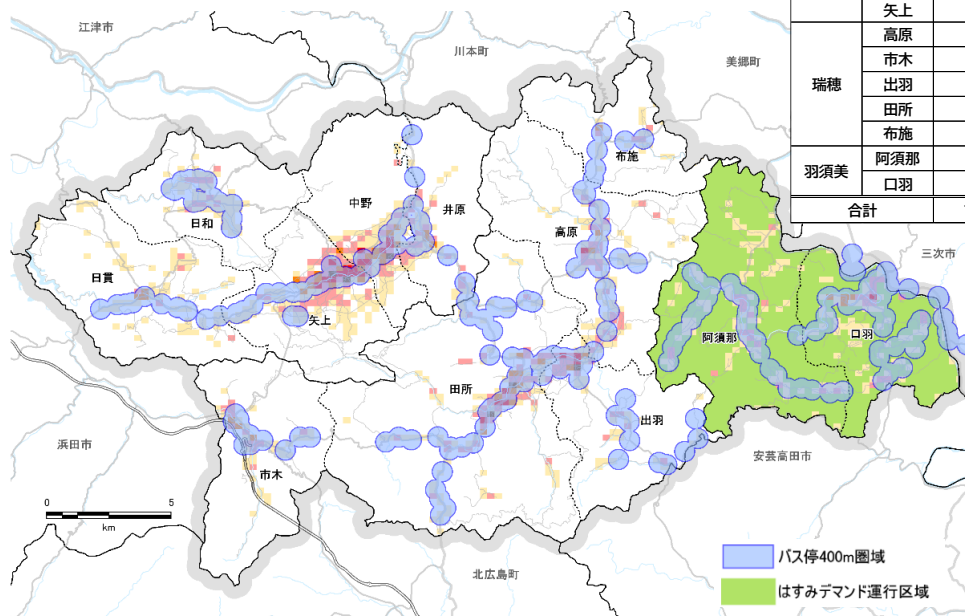 江津市
川本町
美郷町
矢上
瑞穂
高原
市木
出羽
田所
布施
羽須美
阿須那
口羽
合計
布施
中野
井原
日和
高原
三次市
日貫
矢上
阿須那
口羽
田所
出羽
浜田市
市木
安芸高田市
0 5
km
北広島町
バス停400m圏域
はすみデマンド運行区域